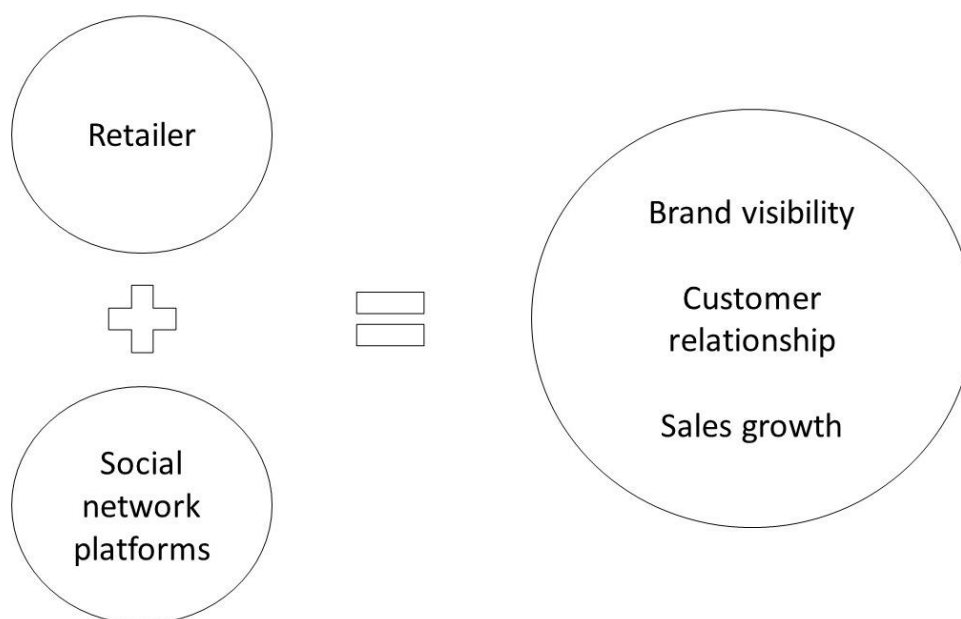 Retailer
Social
network
platforms
Brand visibility
Customer
relationship
Sales growth